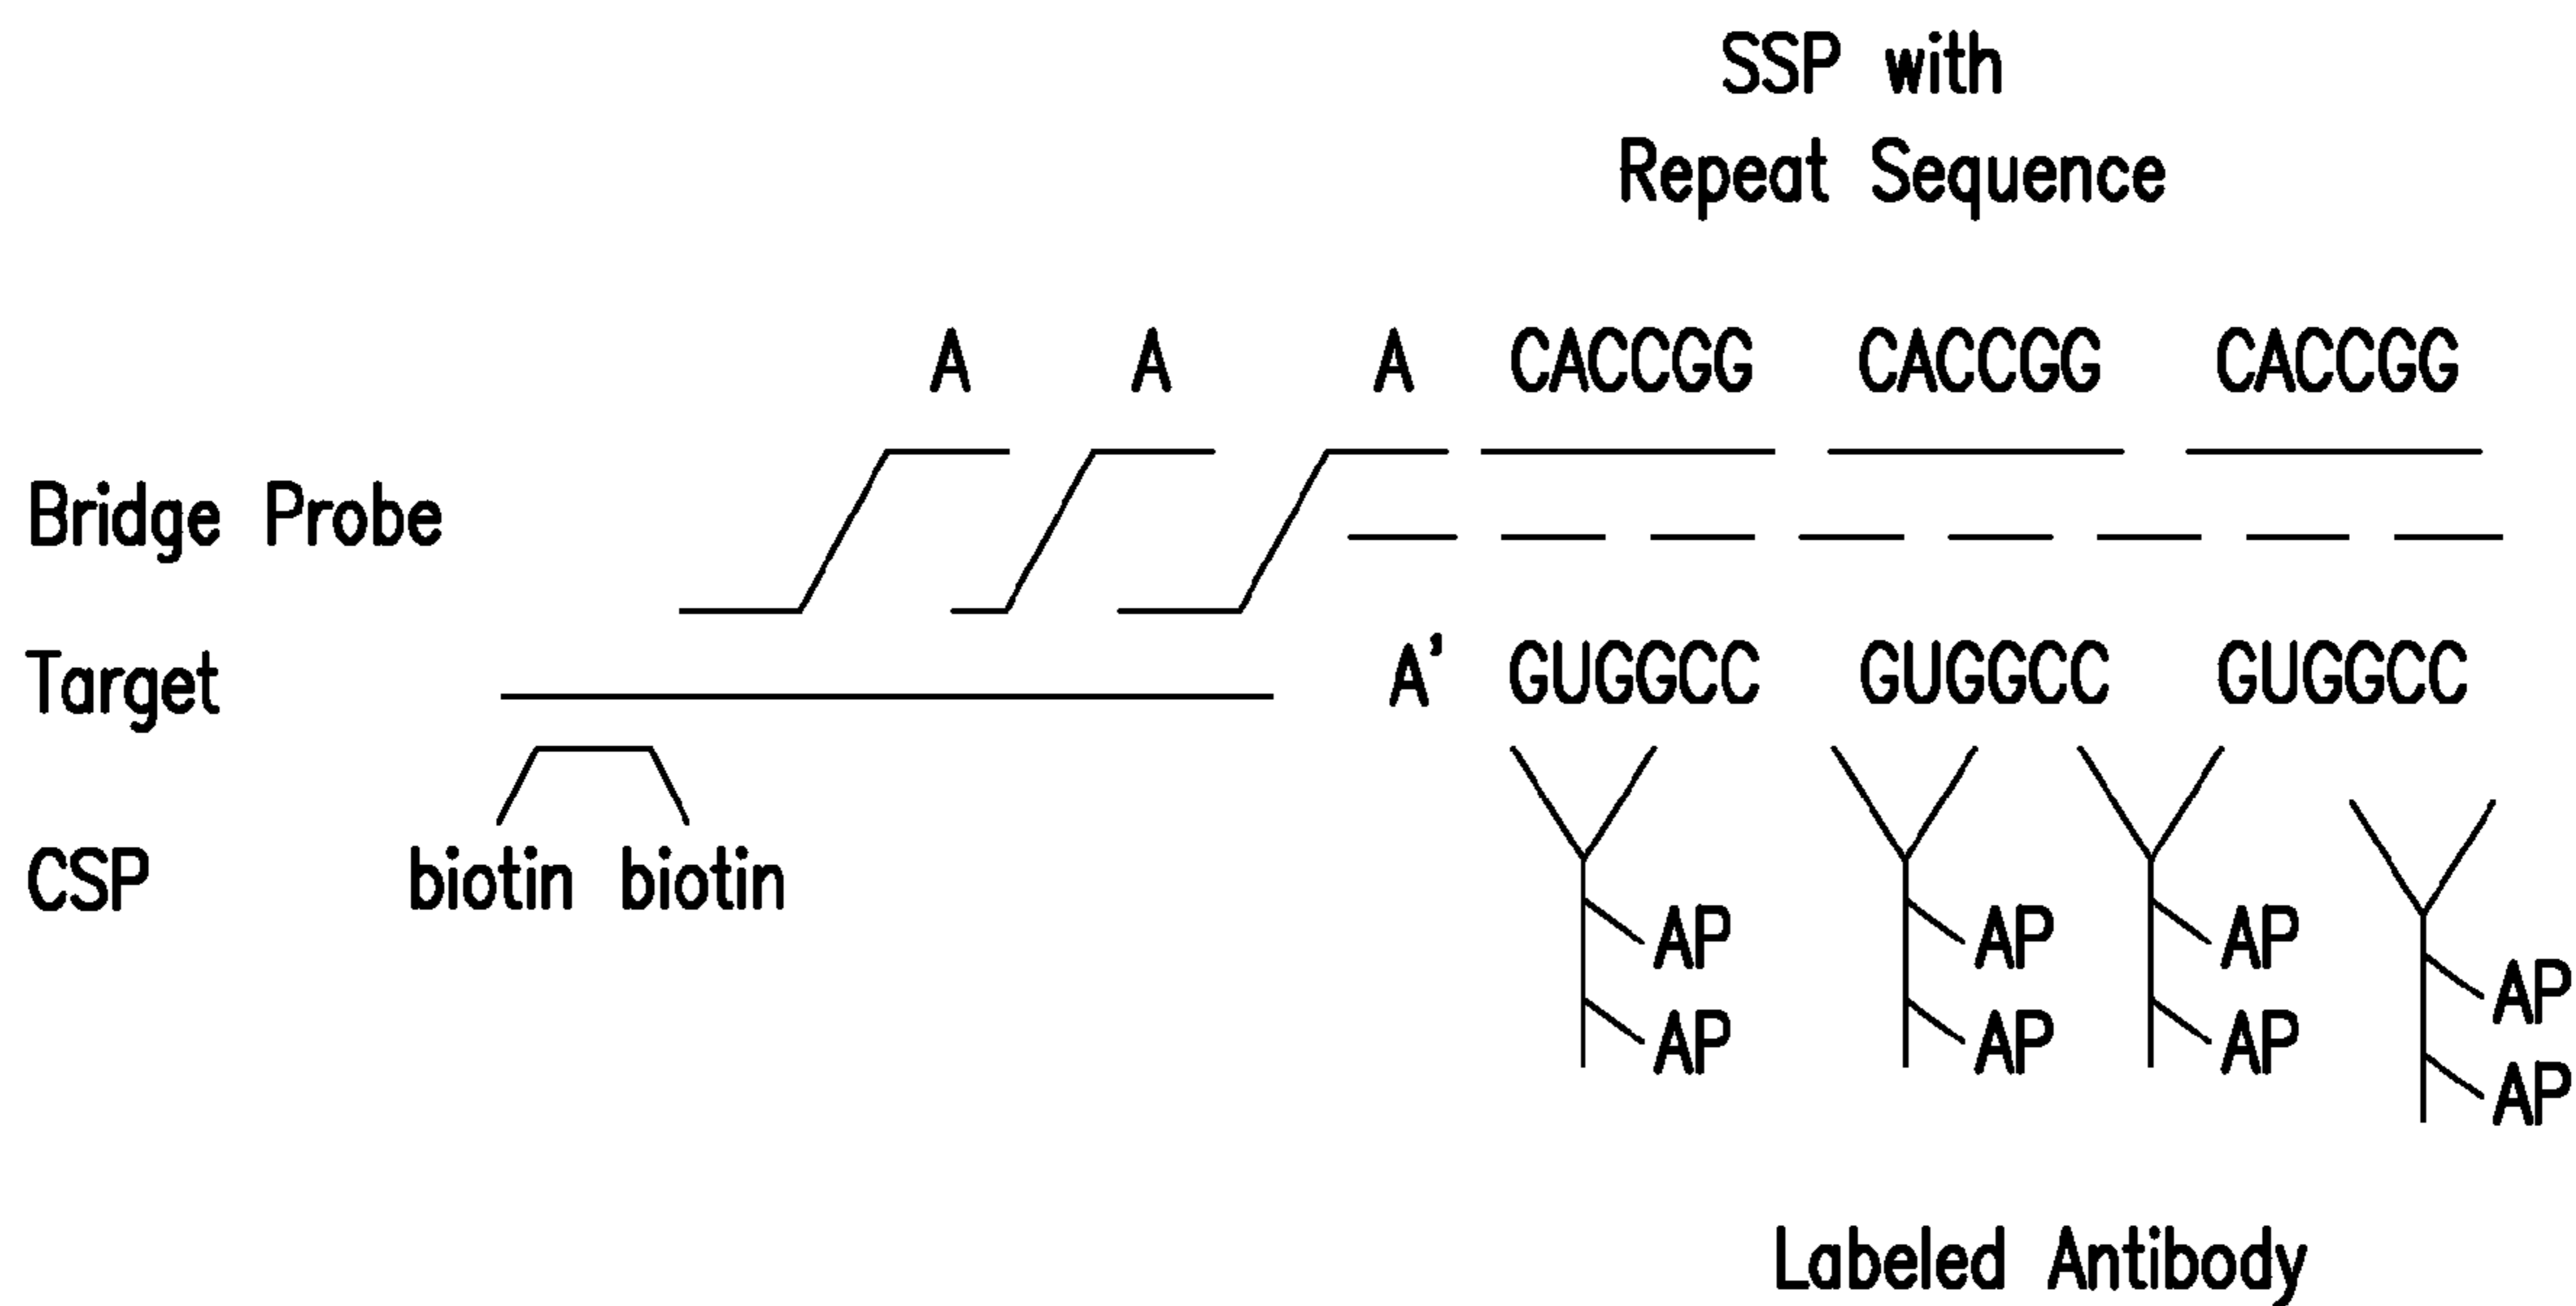 SSP with
Repeat Sequence
A A A CACCGG CACCGG CACCGG
Bridge Probe
Target A' GUGGCC GUGGCC GUGGCC
CSP biotin biotin
AP AP AP
AP
AP AP AP
AP
Labeled Antibody